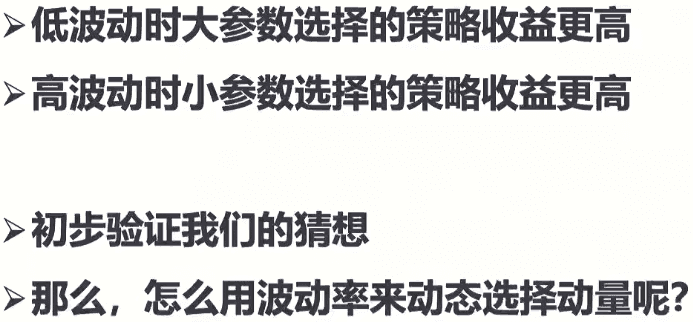 ➢低波动时大参数选择的策略收益更高
➢高波动时小参数选择的策略收益更高
➢初步验证我们的猜想
➢那么，怎么用波动率来动态选择动量呢？